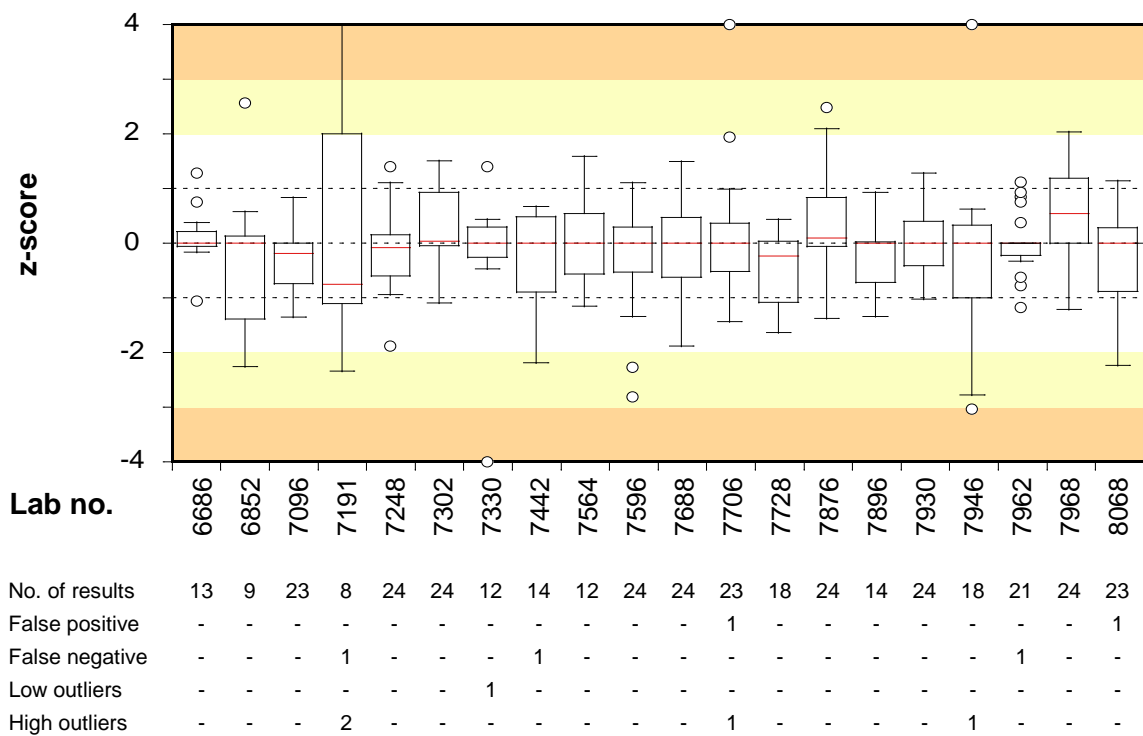 4
2
0
-2
-4
z-score
Lab no.
6686 6852 7096 7191 7248 7302 7330 7442 7564 7596 7688 7706 7728 7876 7896 7930 7946 7962 7968 8068
No. of results 13 9 23 8 24 24 12 14 12 24 24 23 18 24 14 24 18 21 24 23
False positive - - - - - - - - - - - 1 - - - - - - - 1
False negative - - - 1 - - - 1 - - - - - - - - - 1 - -
Low outliers - - - - - - 1 - - - - - - - - - - - - -
High outliers - - - 2 - - - - - - - 1 - - - - 1 - - -